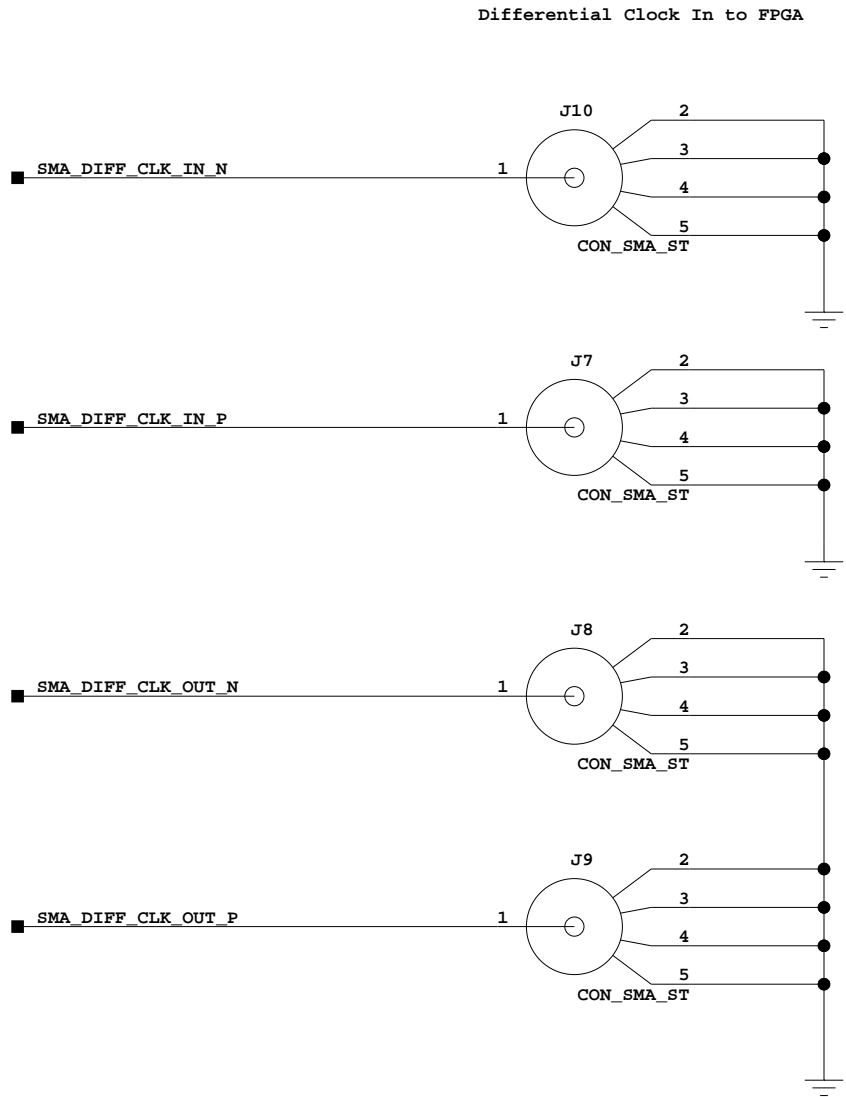 Differential Clock In to FPGA
J10
2
SMA_DIFF_CLK_IN_N
1
3
4
5
CON_SMA_ST
J7
2
SMA_DIFF_CLK_IN_P
1
3
4
5
CON_SMA_ST
J8
2
SMA_DIFF_CLK_OUT_N
1
3
4
5
CON_SMA_ST
J9
2
SMA_DIFF_CLK_OUT_P
1
3
4
5
CON_SMA_ST